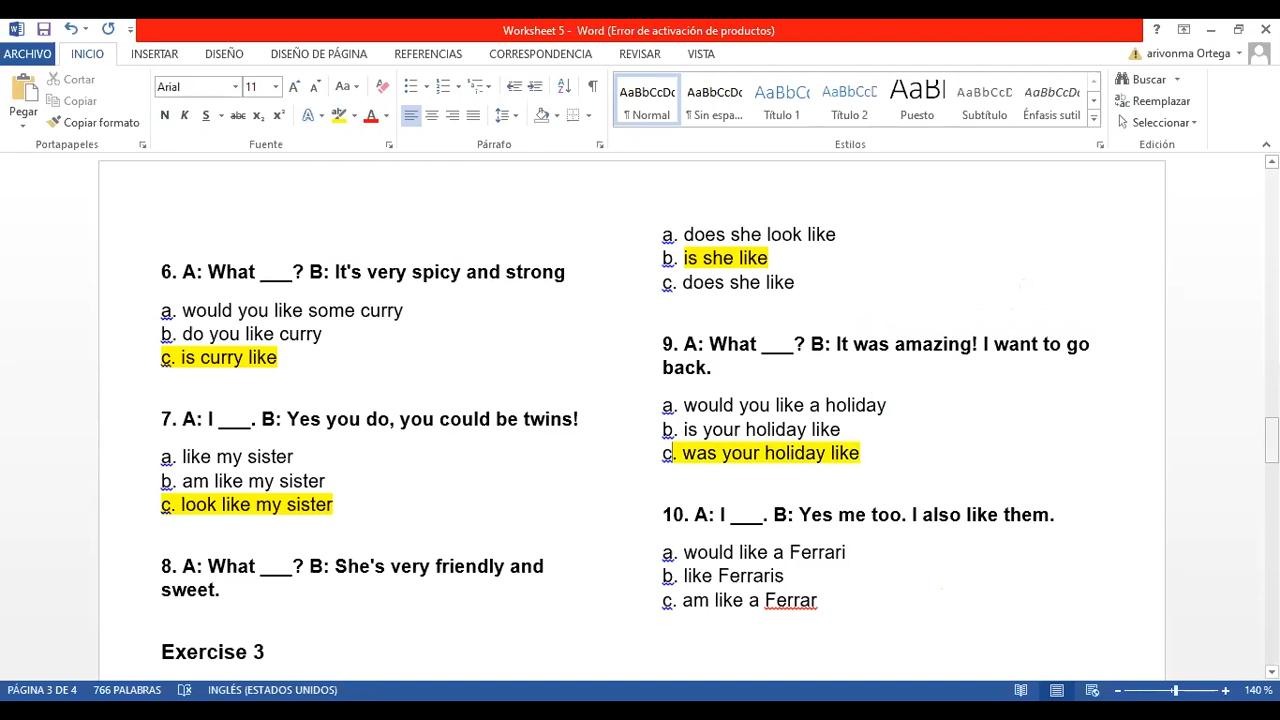 Worksheet 5 - Word (Error de activación de productos)
ARCHIVO INICIO INSERTAR DISEÑO DISEÑO DE PÁGINA REFERENCIAS CORRESPONDENCIA REVISAR VISTA arivonma Ortega
Pegar
Cortar
Copiar
Copiar formato
Portapapeles
Arial 11
N K S abc x₂ x²
Fuente
Párrafo
AaBbCcDc AaBbCcDc AaBbCc AaBbCcD AaBbl AaBbCcD AaBbCcDc
¶ Normal ¶ Sin espa... Título 1 Título 2 Puesto Subtítulo Énfasis sutil
Estilos
Buscar
Reemplazar
Seleccionar
Edición
6. A: What ___? B: It's very spicy and strong
a. would you like some curry
b. do you like curry
c. is curry like
7. A: I ___. B: Yes you do, you could be twins!
a. like my sister
b. am like my sister
c. look like my sister
8. A: What ___? B: She's very friendly and
sweet.
a. does she look like
b. is she like
c. does she like
9. A: What ___? B: It was amazing! I want to go
back.
a. would you like a holiday
b. is your holiday like
c. was your holiday like
10. A: I ___. B: Yes me too. I also like them.
a. would like a Ferrari
b. like Ferraris
c. am like a Ferrar
Exercise 3
PÁGINA 3 DE 4 766 PALABRAS INGLÉS (ESTADOS UNIDOS) 140 %